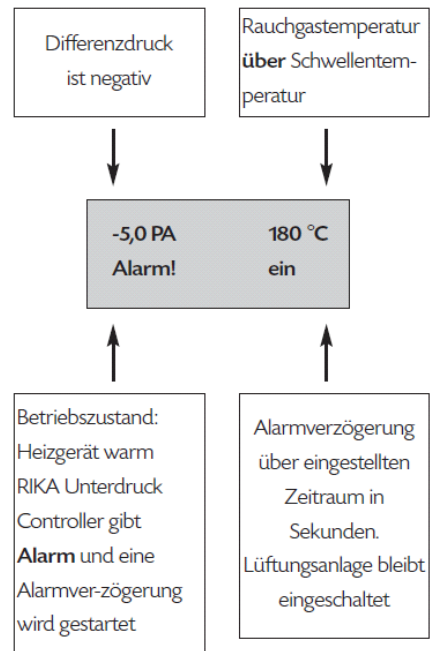 Differenzdruck
ist negativ
Rauchgastemperatur
über Schwellentem-
peratur
-5,0 PA 180 °C
Alarm! ein
Betriebszustand:
Heizgerät warm
RIKA Unterdruck
Controller gibt
Alarm und eine
Alarmver-zögerung
wird gestartet
Alarmverzögerung
über eingestellten
Zeitraum in
Sekunden.
Lüftungsanlage bleibt
eingeschaltet